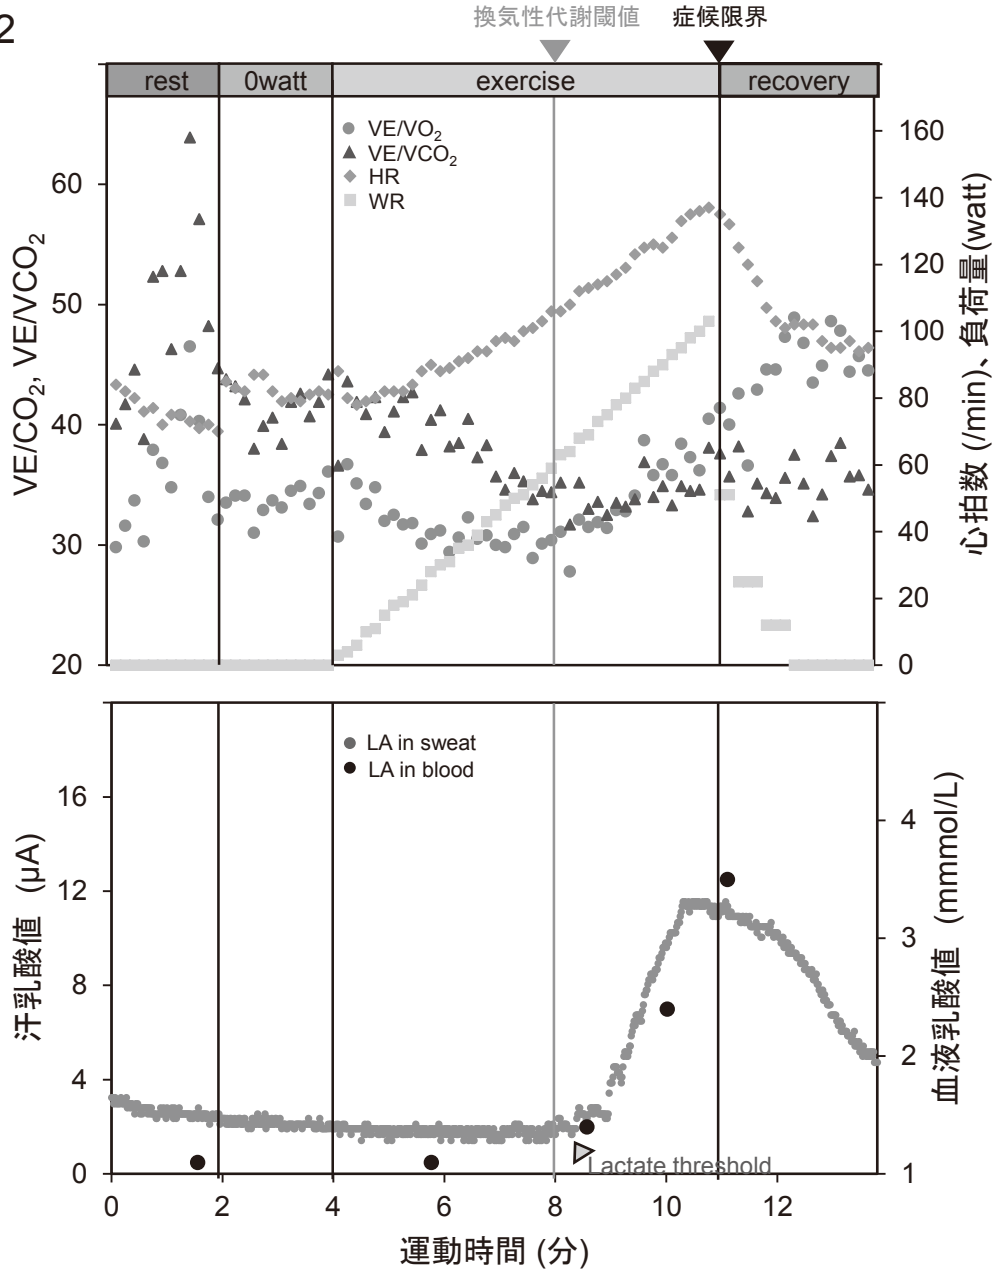 2
換気性代謝閾値
症候限界
rest
0watt
exercise
recovery
VE/VO2
VE/VCO2
HR
WR
60
50
40
30
20
VE/CO2, VE/VCO2
160
140
120
100
80
60
40
20
0
心拍数 (/min)、負荷量(watt)
LA in sweat
LA in blood
16
12
8
4
0
汗乳酸値 (μA)
4
3
2
1
血液乳酸値 (mmmol/L)
Lactate threshold
0 2 4 6 8 10 12
運動時間 (分)